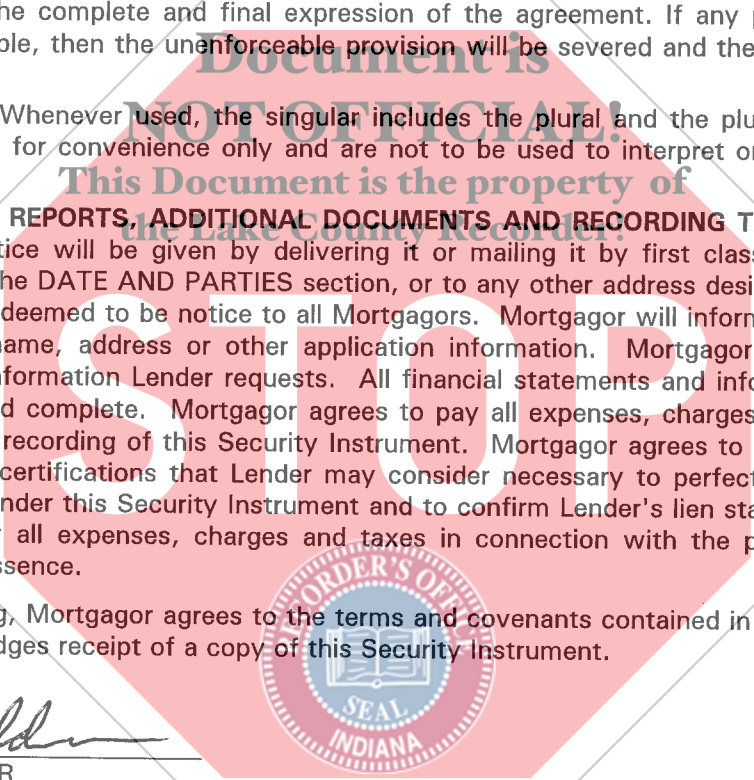 he complete and final expression of the agreement. If any
ble, then the unenforceable provision will be severed and the
Document is
Whenever used, the singular includes the plural and the plu
NOT OFFICIAL!
for convenience only and are not to be used to interpret or
This Document is the property of
REPORTS, ADDITIONAL DOCUMENTS AND RECORDING T
the Lake County Recorder!
tice will be given by delivering it or mailing it by first clas
he DATE AND PARTIES section, or to any other address desi
deemed to be notice to all Mortgagors. Mortgagor will inform
name, address or other application information. Mortgagor
nformation Lender requests. All financial statements and info
d complete. Mortgagor agrees to pay all expenses, charges
recording of this Security Instrument. Mortgagor agrees to
certifications that Lender may consider necessary to perfect
nder this Security Instrument and to confirm Lender's lien sta
all expenses, charges and taxes in connection with the p
ssence.
STOP
g, Mortgagor agrees to the terms and covenants contained in
dges receipt of a copy of this Security Instrument.
RECORDER'S OFFICE
SEAL
INDIANA
R